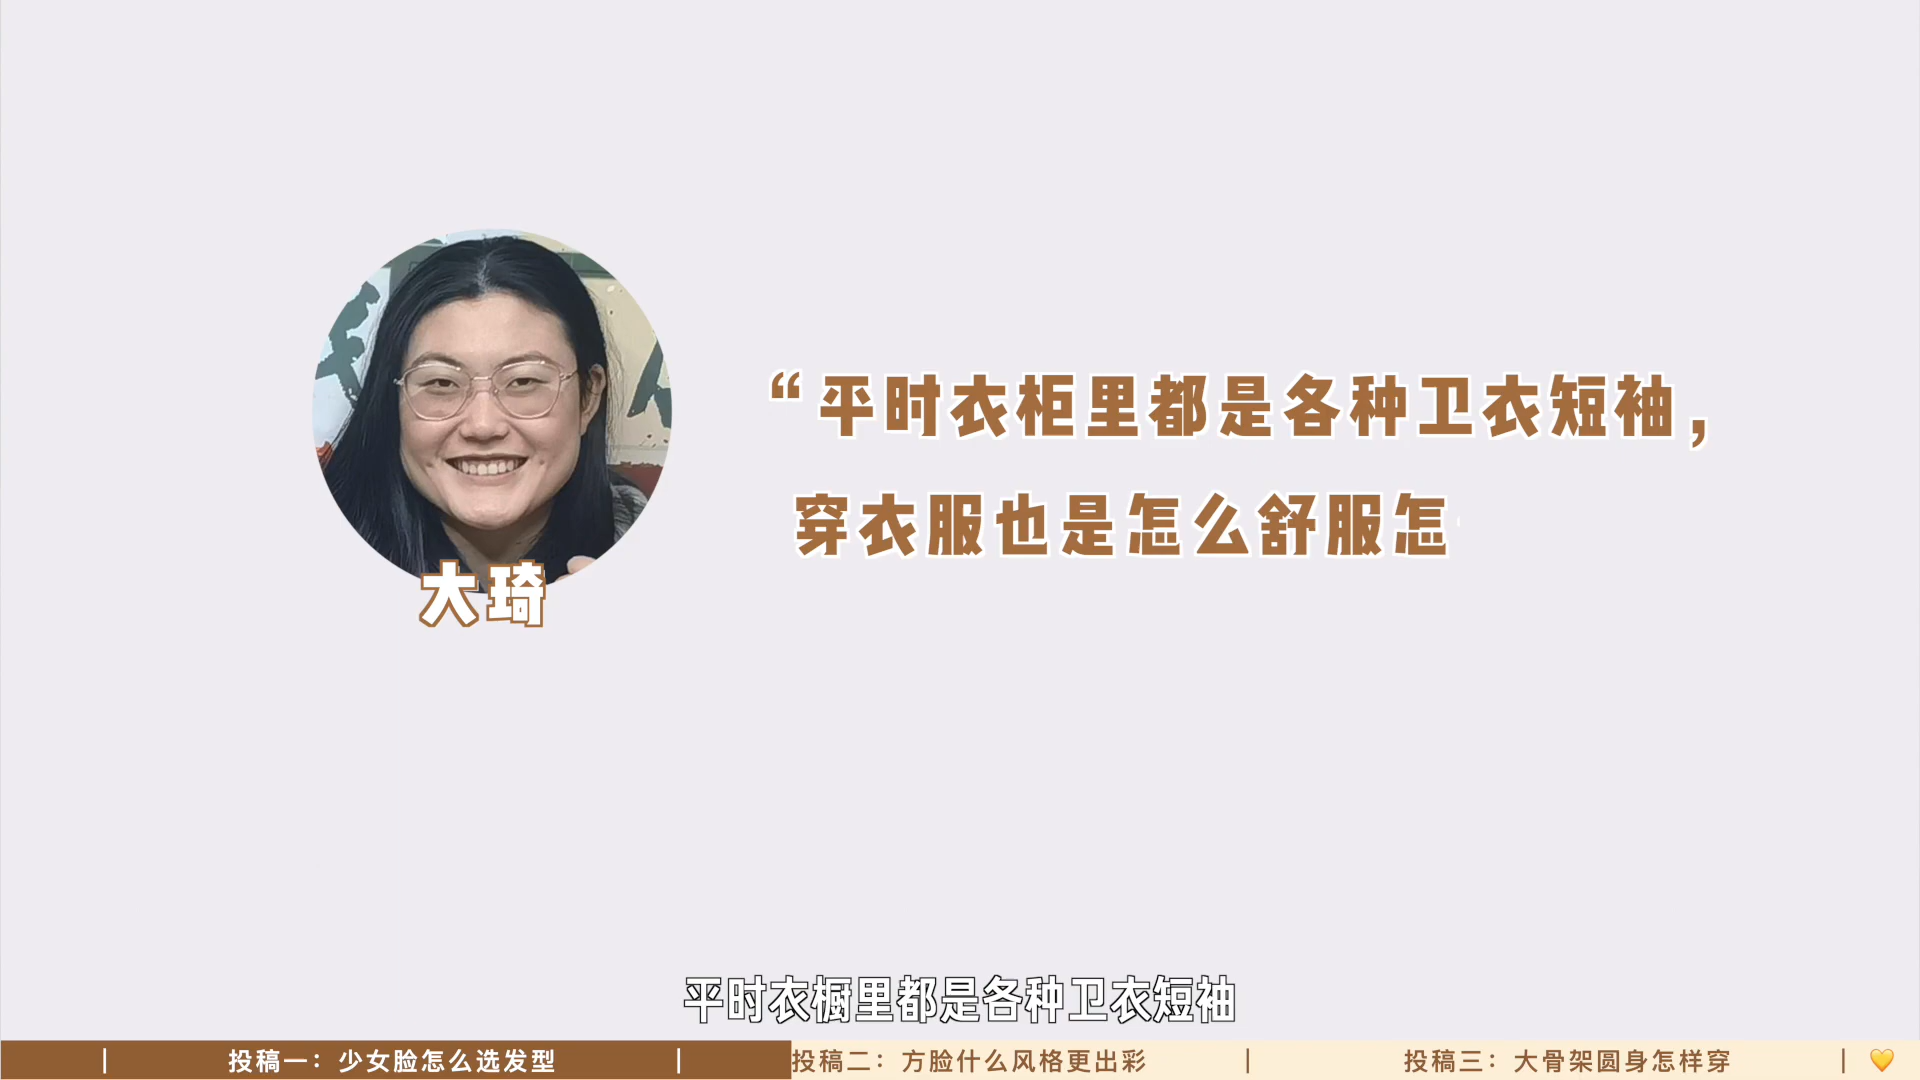 “平时衣柜里都是各种卫衣短袖，
穿衣服也是怎么舒服怎
大琦
平时衣橱里都是各种卫衣短袖
投稿一：少女脸怎么选发型
投稿二：方脸什么风格更出彩
投稿三：大骨架圆身怎样穿